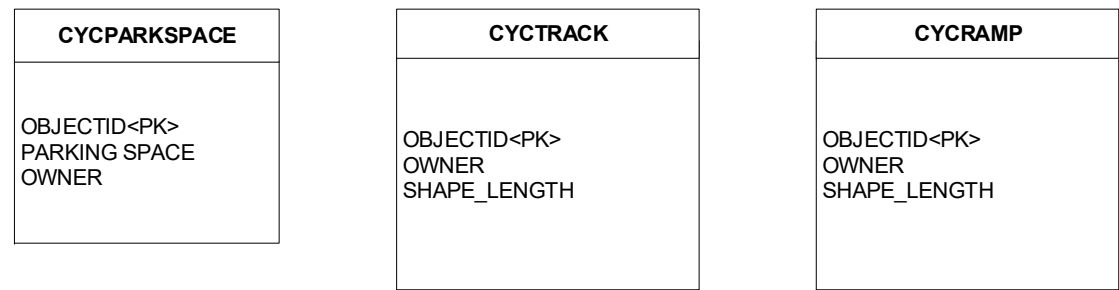 CYCPARKSPACE
OBJECTID<PK>
PARKING SPACE
OWNER
CYCTRACK
OBJECTID<PK>
OWNER
SHAPE_LENGTH
CYCRAMP
OBJECTID<PK>
OWNER
SHAPE_LENGTH